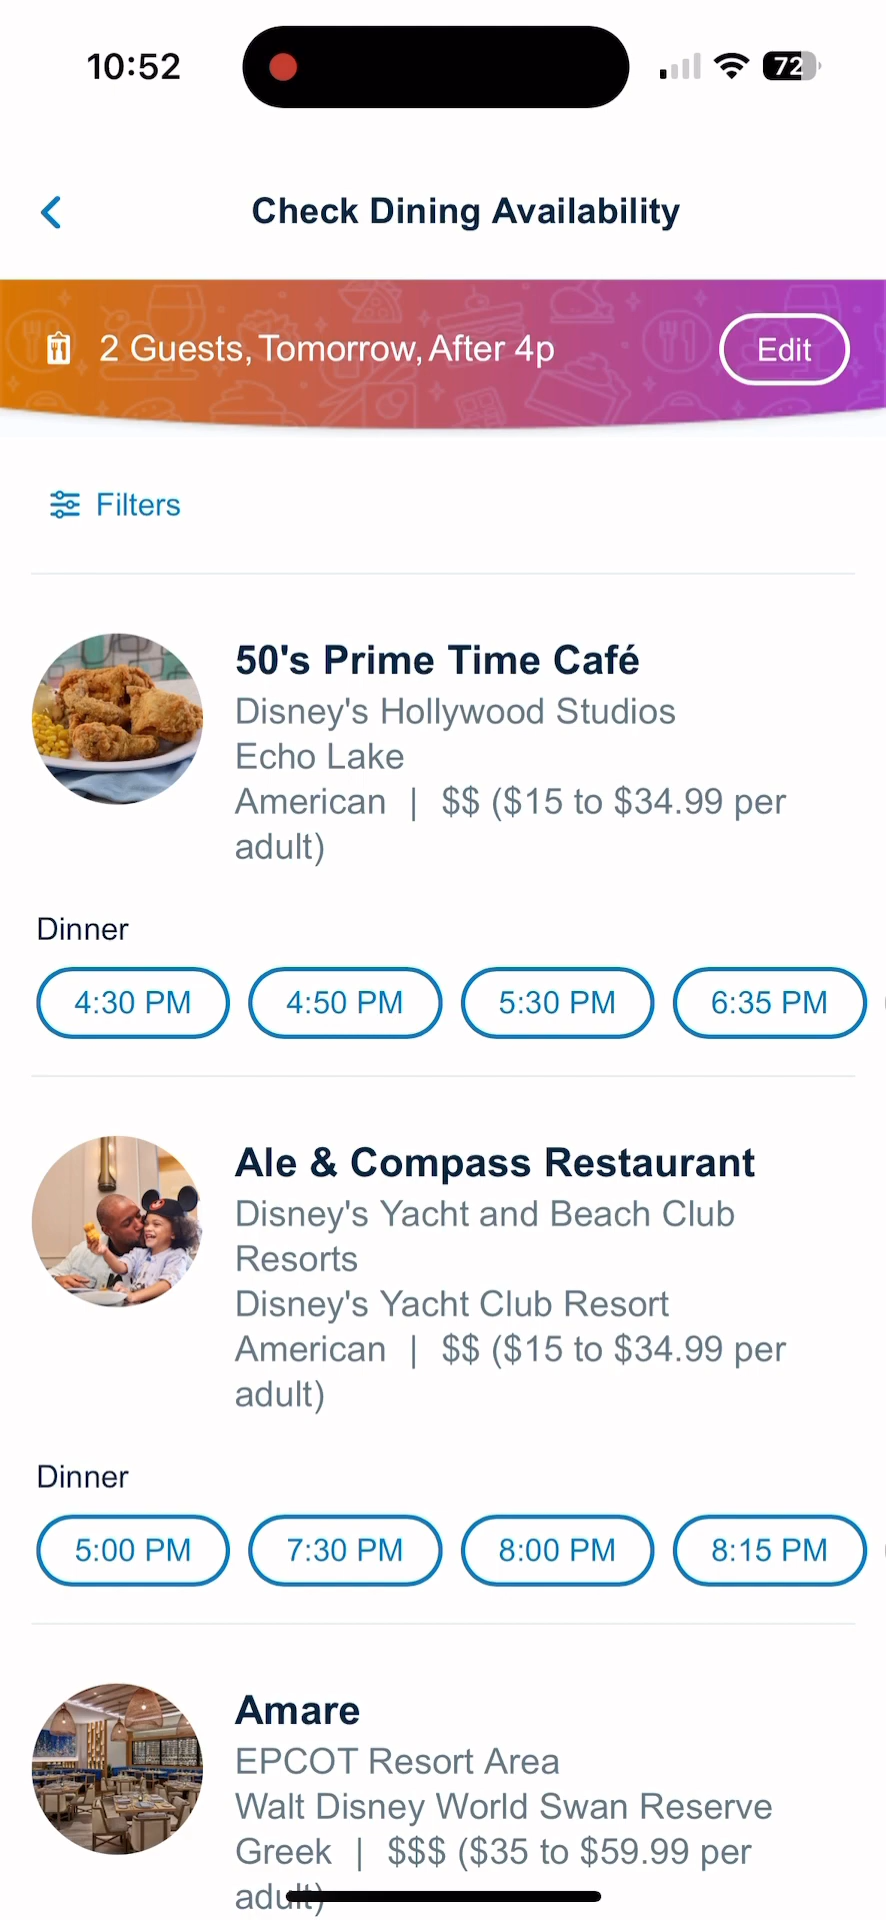 10:52
72
Check Dining Availability
2 Guests, Tomorrow, After 4p
Edit
Filters
50's Prime Time Café
Disney's Hollywood Studios
Echo Lake
American | $$ ($15 to $34.99 per
adult)
Dinner
4:30 PM 4:50 PM 5:30 PM 6:35 PM
Ale & Compass Restaurant
Disney's Yacht and Beach Club
Resorts
Disney's Yacht Club Resort
American | $$ ($15 to $34.99 per
adult)
Dinner
5:00 PM 7:30 PM 8:00 PM 8:15 PM
Amare
EPCOT Resort Area
Walt Disney World Swan Reserve
Greek | $$$ ($35 to $59.99 per
adult)